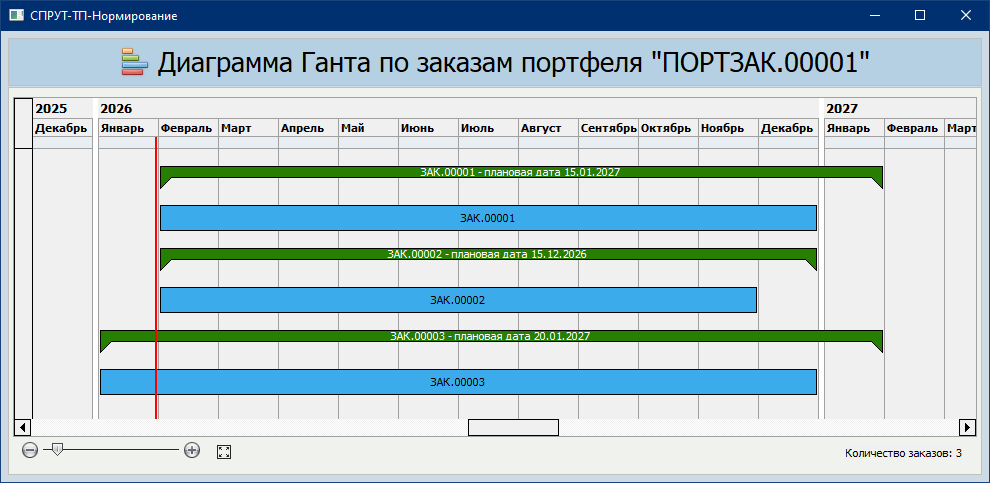 СПРУТ-ТП-Нормирование
Диаграмма Ганта по заказам портфеля "ПОРТЗАК.00001"
2025 2026 2027
Декабрь Январь Февраль Март Апрель Май Июнь Июль Август Сентябрь Октябрь Ноябрь Декабрь Январь Февраль Март
ЗАК.00001 - плановая дата 15.01.2027
ЗАК.00001
ЗАК.00002 - плановая дата 15.12.2026
ЗАК.00002
ЗАК.00003 - плановая дата 20.01.2027
ЗАК.00003
Количество заказов: 3